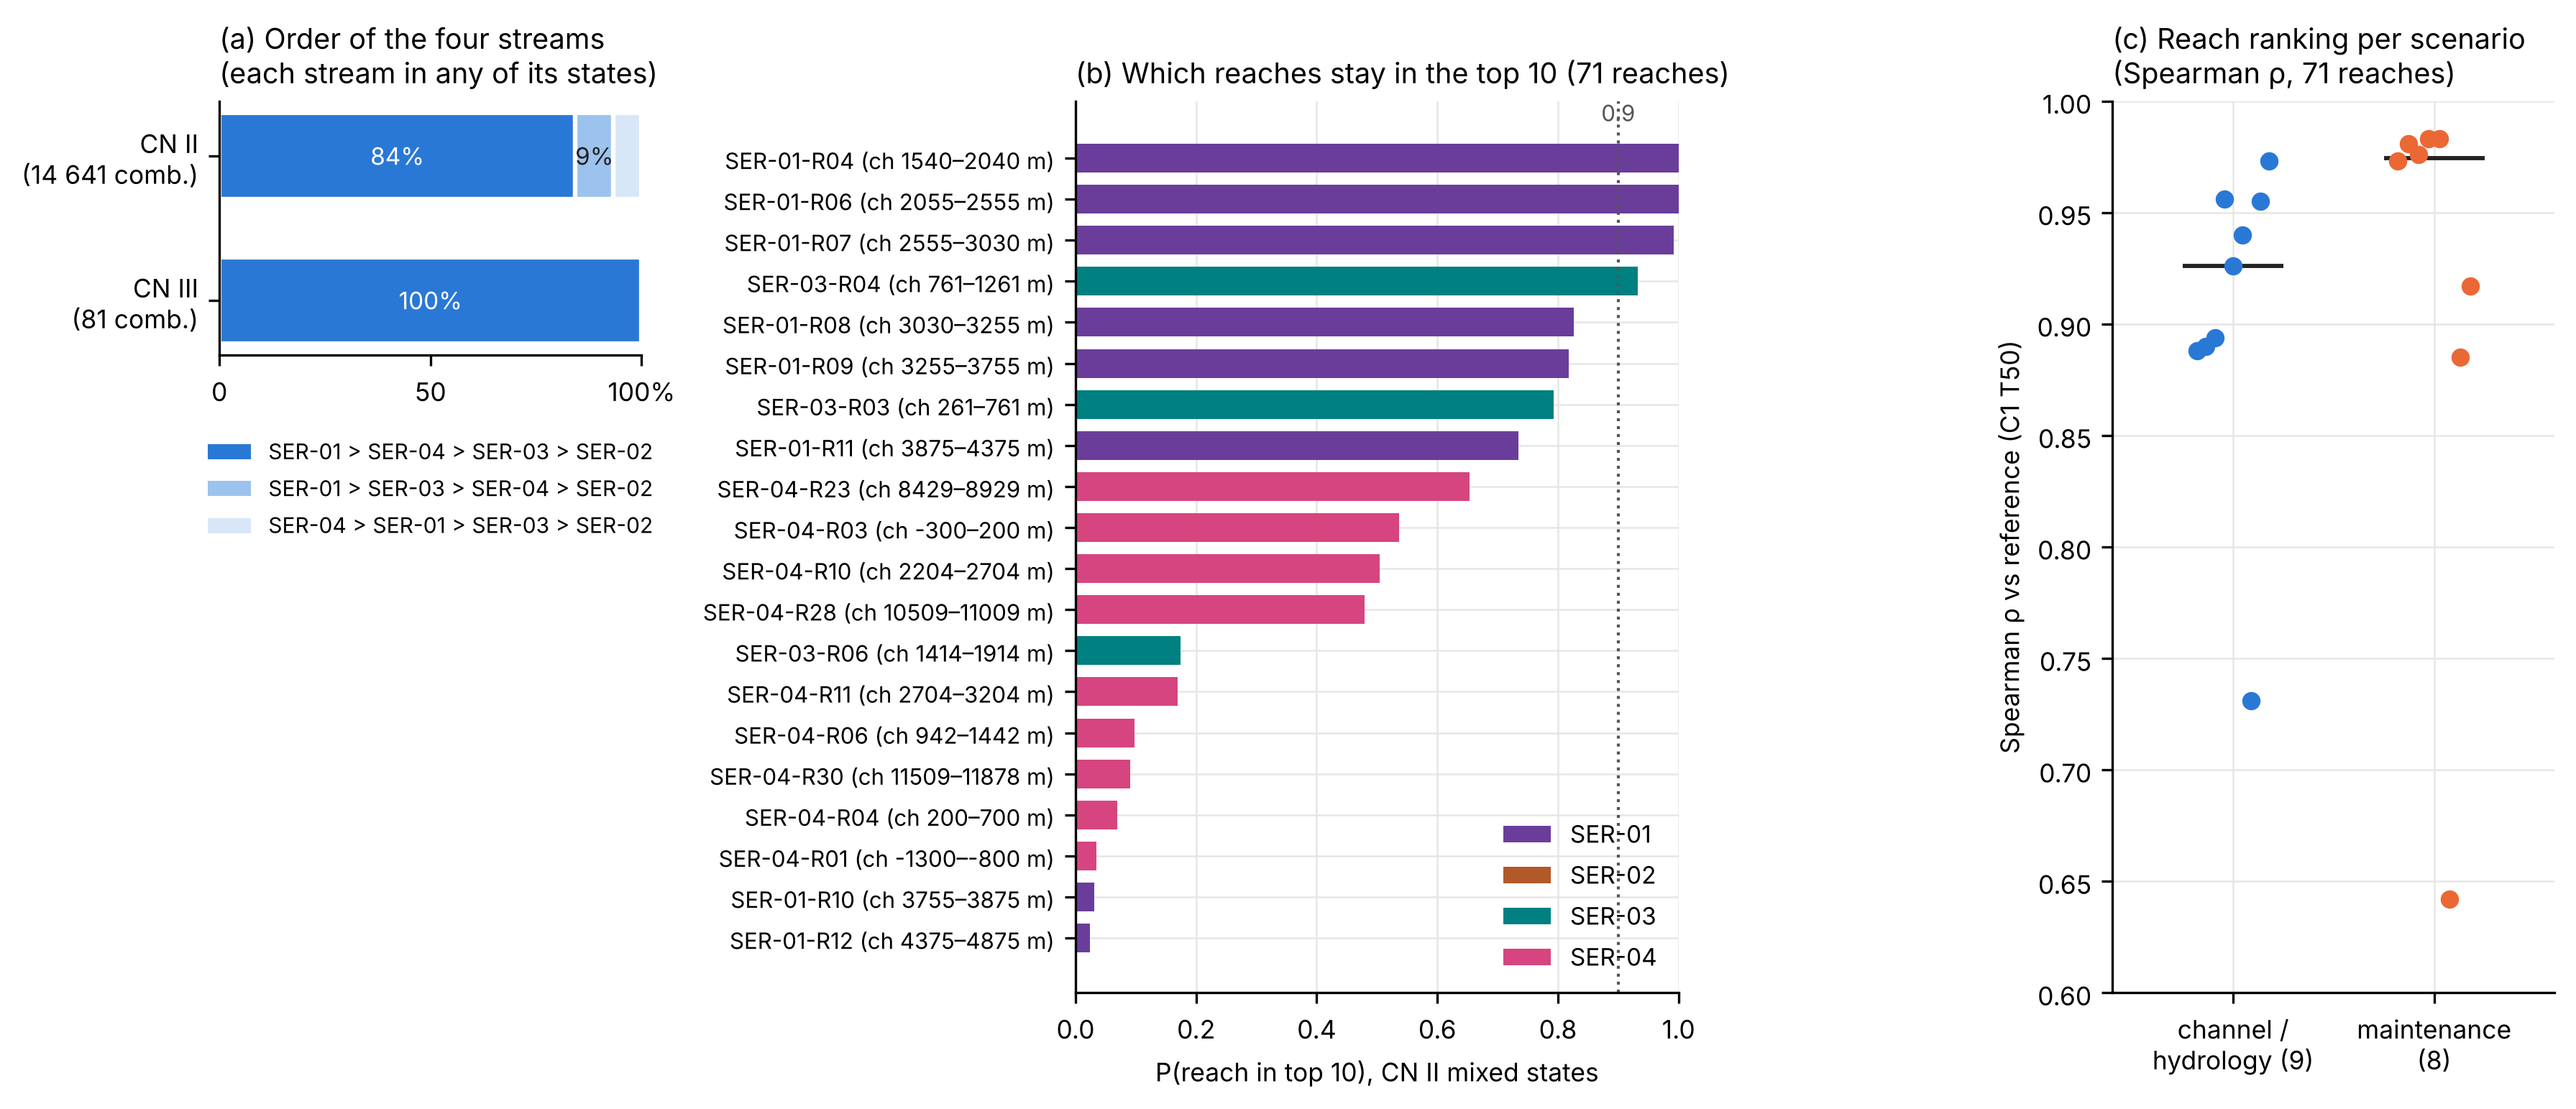 (a) Order of the four streams
(each stream in any of its states)
CN II
(14 641 comb.)
84%
9%
CN III
(81 comb.)
100%
0
50
100%
SER-01 > SER-04 > SER-03 > SER-02
SER-01 > SER-03 > SER-04 > SER-02
SER-04 > SER-01 > SER-03 > SER-02
(b) Which reaches stay in the top 10 (71 reaches)
0.9
SER-01-R04 (ch 1540–2040 m)
SER-01-R06 (ch 2055–2555 m)
SER-01-R07 (ch 2555–3030 m)
SER-03-R04 (ch 761–1261 m)
SER-01-R08 (ch 3030–3255 m)
SER-01-R09 (ch 3255–3755 m)
SER-03-R03 (ch 261–761 m)
SER-01-R11 (ch 3875–4375 m)
SER-04-R23 (ch 8429–8929 m)
SER-04-R03 (ch -300–200 m)
SER-04-R10 (ch 2204–2704 m)
SER-04-R28 (ch 10509–11009 m)
SER-03-R06 (ch 1414–1914 m)
SER-04-R11 (ch 2704–3204 m)
SER-04-R06 (ch 942–1442 m)
SER-04-R30 (ch 11509–11878 m)
SER-04-R04 (ch 200–700 m)
SER-04-R01 (ch -1300–-800 m)
SER-01-R10 (ch 3755–3875 m)
SER-01-R12 (ch 4375–4875 m)
SER-01
SER-02
SER-03
SER-04
0.0
0.2
0.4
0.6
0.8
1.0
P(reach in top 10), CN II mixed states
(c) Reach ranking per scenario
(Spearman ρ, 71 reaches)
Spearman ρ vs reference (C1 T50)
1.00
0.95
0.90
0.85
0.80
0.75
0.70
0.65
0.60
channel /
hydrology (9)
maintenance
(8)